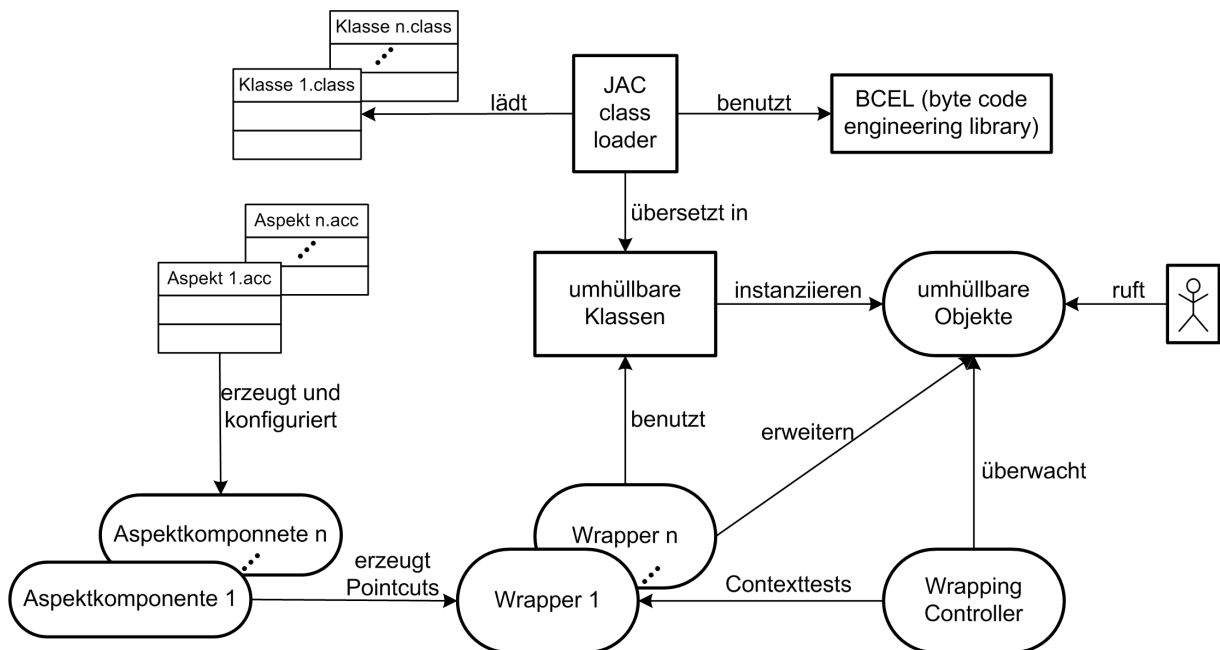 Klasse n.class
Klasse 1.class
lädt
JAC
class
loader
benutzt
BCEL (byte code
engineering library)
übersetzt in
Aspekt n.acc
Aspekt 1.acc
umhüllbare
Klassen
instanziieren
umhüllbare
Objekte
ruft
erzeugt und
konfiguriert
benutzt
erweitern
überwacht
Aspektkomponnete n
Aspektkomponente 1
erzeugt
Pointcuts
Wrapper n
Wrapper 1
Contexttests
Wrapping
Controller